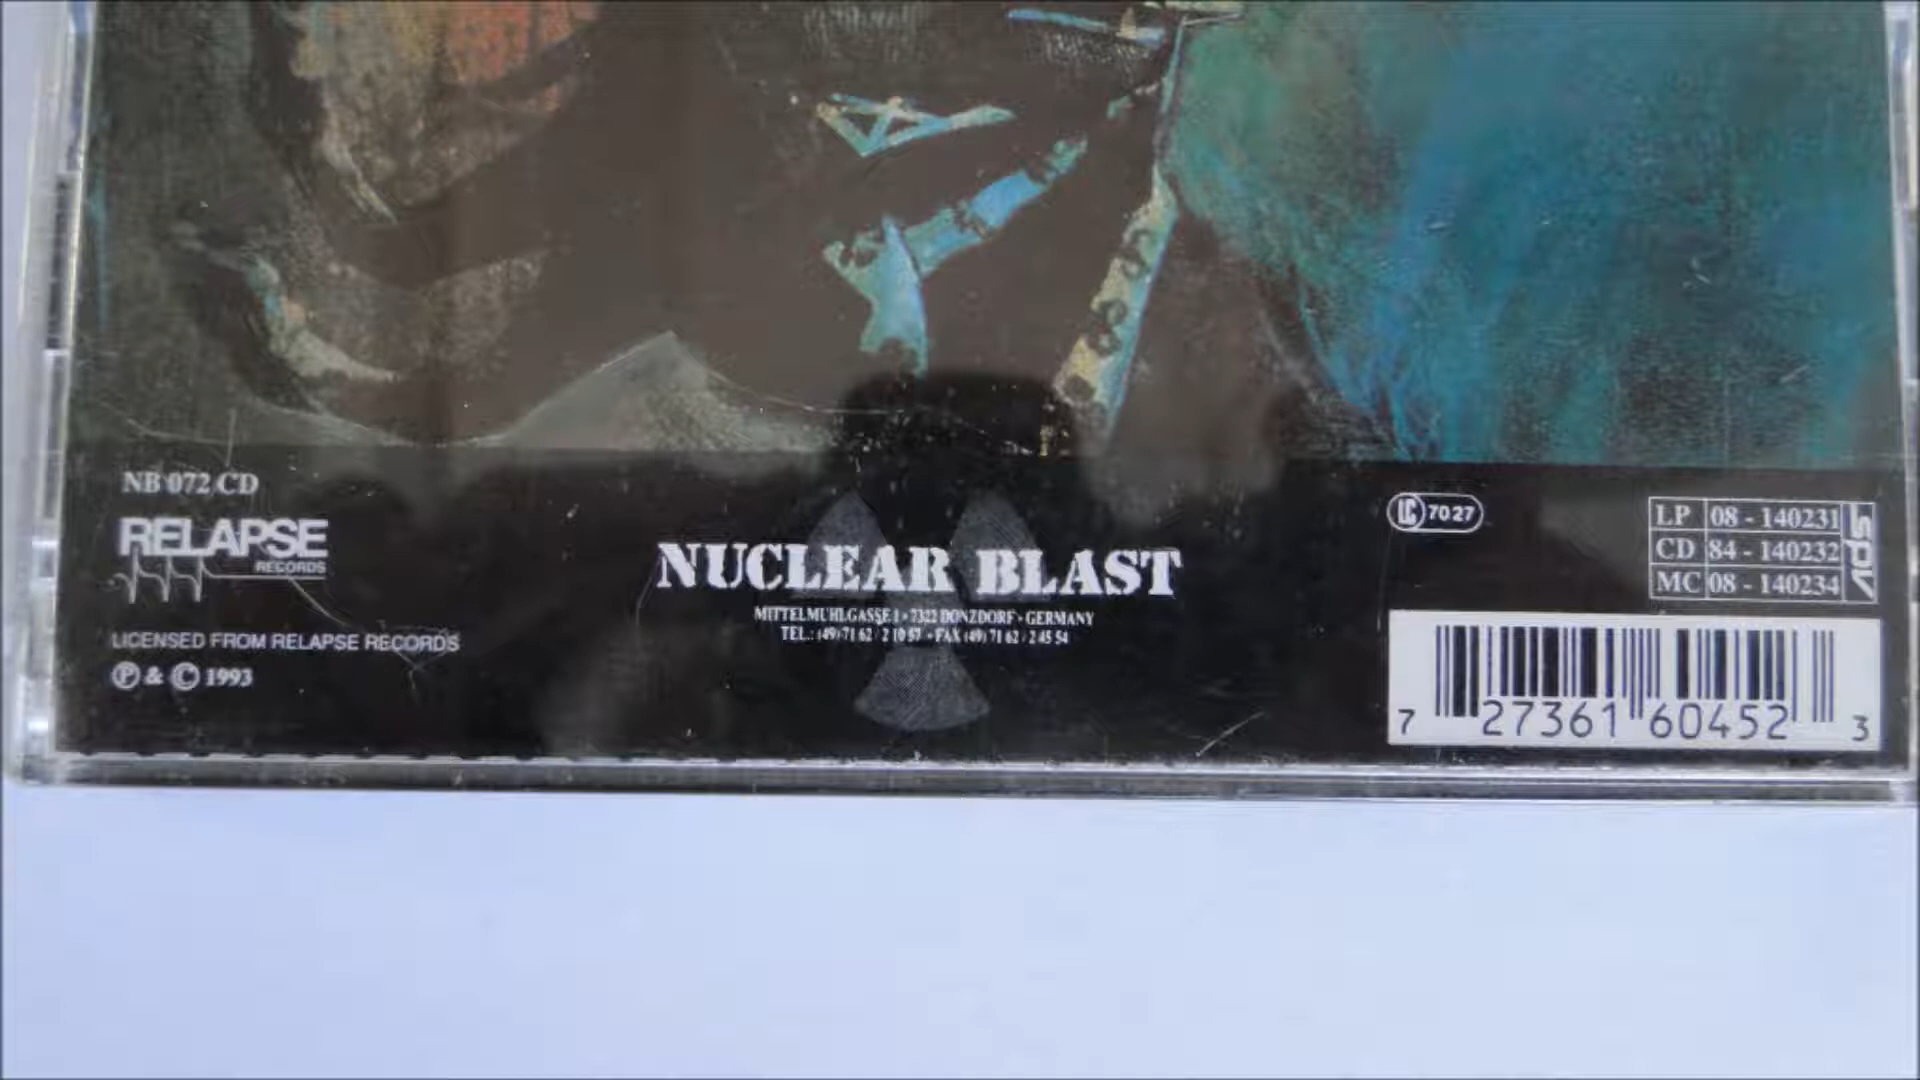 NB 072 CD
RELAPSE
RECORDS
LICENSED FROM RELAPSE RECORDS
Ⓟ & © 1993
NUCLEAR BLAST
MITTELMÜHLGASSE 1 • 7322 DONZDORF • GERMANY
TEL.: (49) 71 62 / 2 10 57 • FAX (49) 71 62 / 2 45 54
LC 7027
LP 08 - 140231
CD 84 - 140232
MC 08 - 140234
SPV
7 27361 60452 3